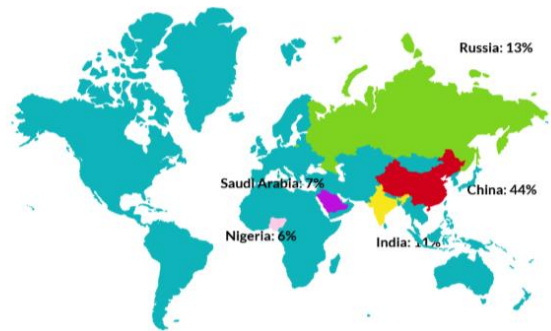 Russia: 13%
Saudi Arabia: 7%
China: 44%
Nigeria: 6%
India: 11%